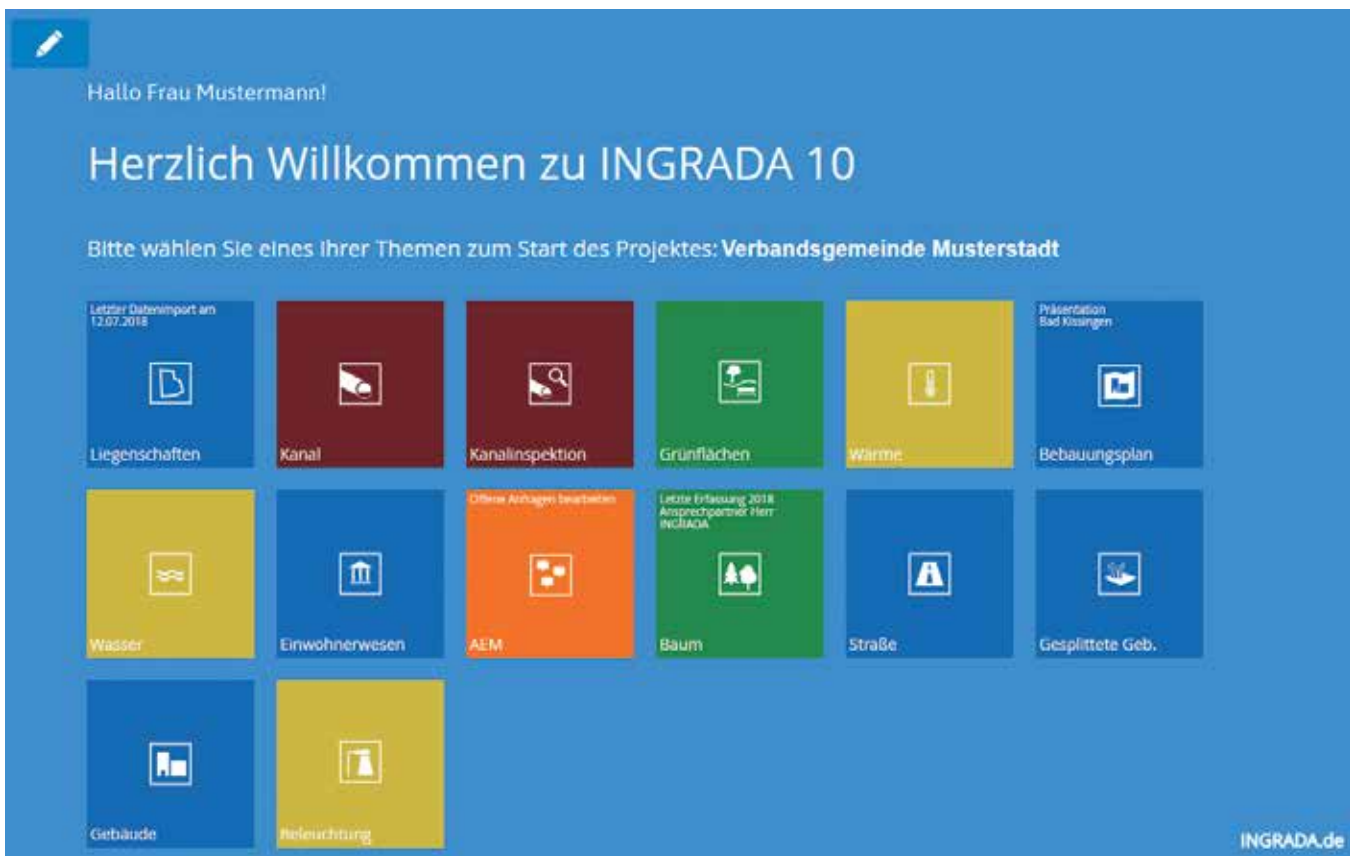 Hallo Frau Mustermann!
Herzlich Willkommen zu INGRADA 10
Bitte wählen Sie eines Ihrer Themen zum Start des Projektes: Verbandsgemeinde Musterstadt
Letzter Datenimport am
12.07.2018
Liegenschaften
Kanal
Kanalinspektion
Grünflächen
Wärme
Präsentation
Bad Kissingen
Bebauungsplan
Wasser
Einwohnerwesen
Offene Anfragen bearbeiten
AEM
Letzte Erfassung 2018
Ansprechpartner Herr
INGRADA
Baum
Straße
Gesplittete Geb.
Gebäude
Beleuchtung
INGRADA.de